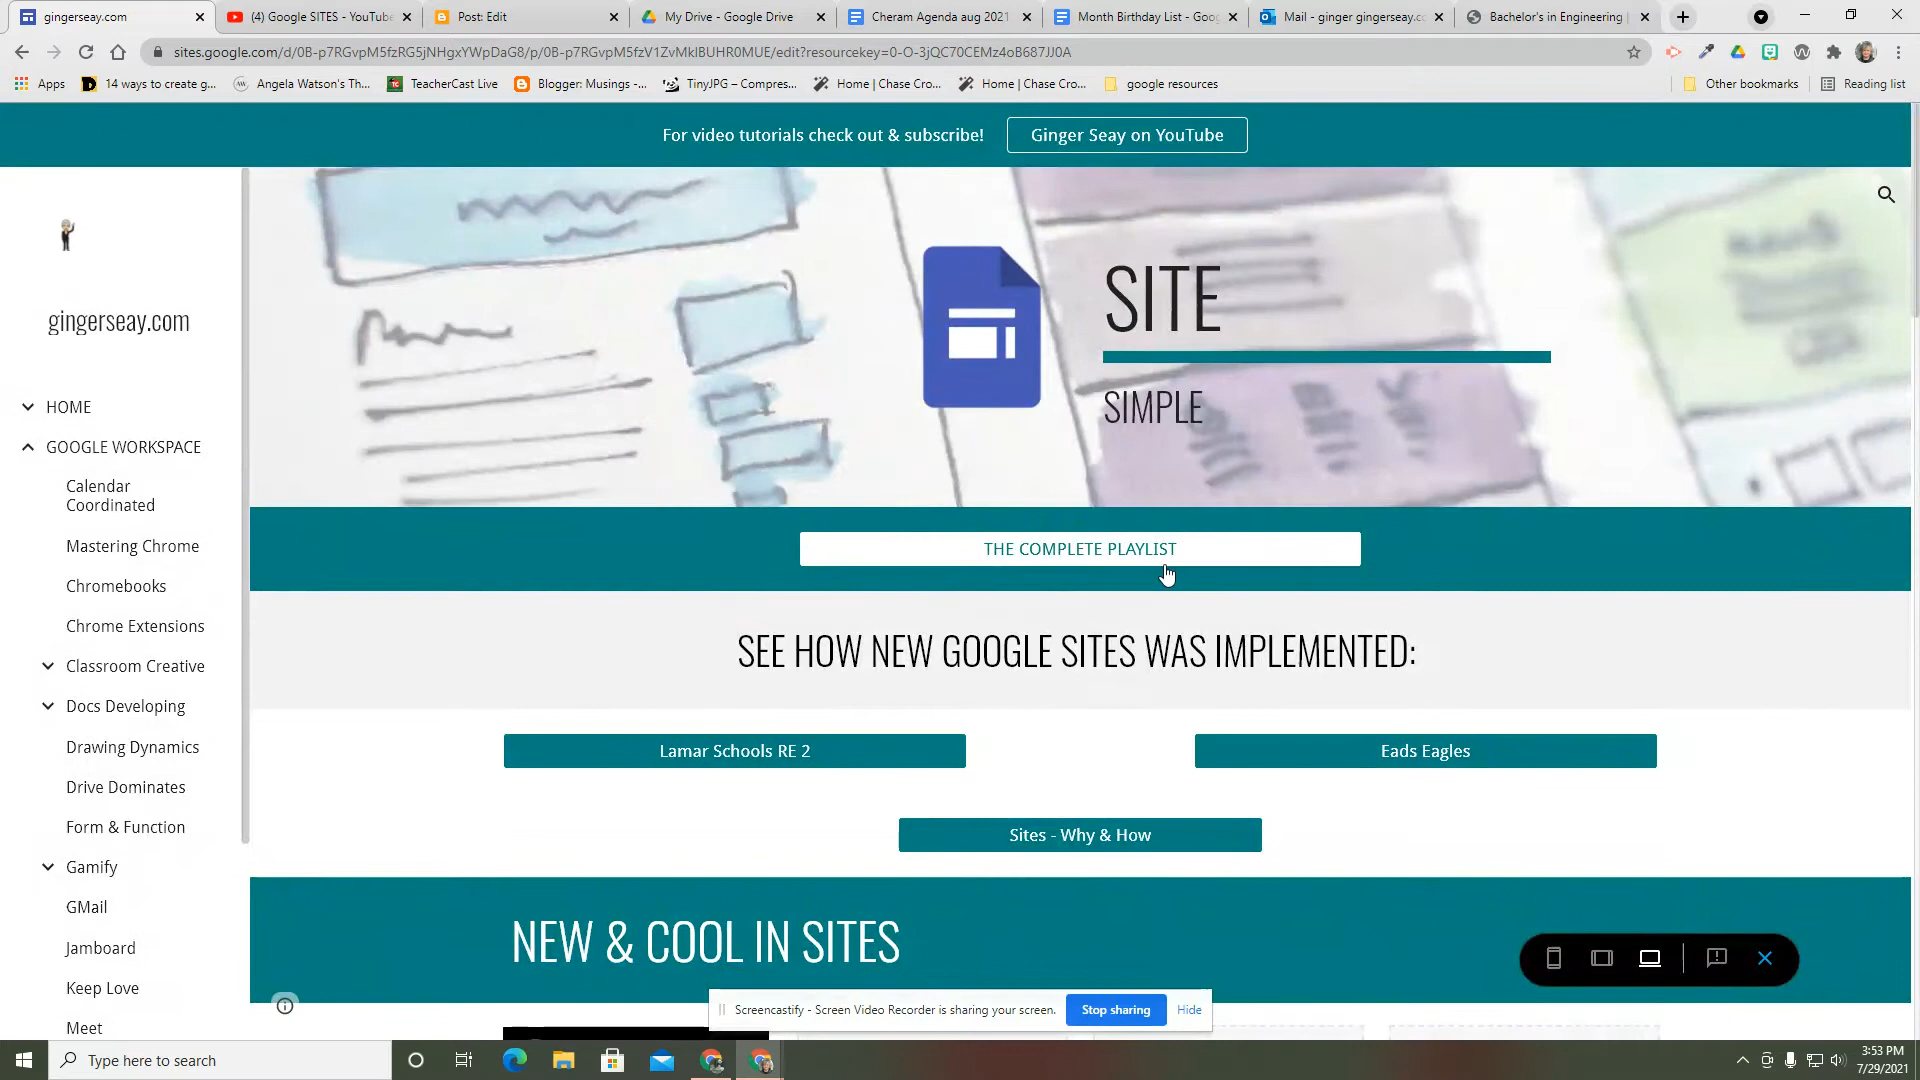 gingerseay.com
(4) Google SITES - YouTube
Post: Edit
My Drive - Google Drive
Cheram Agenda aug 2021
Month Birthday List - Goog
Mail - ginger gingerseay.co
Bachelor's in Engineering |
sites.google.com/d/0B-p7RGvpM5fzRG5jNHgxYWpDaG8/p/0B-p7RGvpM5fzV1ZvMklBUHR0MUE/edit?resourcekey=0-O-3jQC70CEMz4oB687JJ0A
Apps
14 ways to create g...
Angela Watson's Th...
TeacherCast Live
Blogger: Musings -...
TinyJPG – Compres...
Home | Chase Cro...
Home | Chase Cro...
google resources
Other bookmarks
Reading list
For video tutorials check out & subscribe!
Ginger Seay on YouTube
gingerseay.com
HOME
GOOGLE WORKSPACE
Calendar
Coordinated
Mastering Chrome
Chromebooks
Chrome Extensions
Classroom Creative
Docs Developing
Drawing Dynamics
Drive Dominates
Form & Function
Gamify
GMail
Jamboard
Keep Love
Meet
SITE
SIMPLE
THE COMPLETE PLAYLIST
SEE HOW NEW GOOGLE SITES WAS IMPLEMENTED:
Lamar Schools RE 2
Eads Eagles
Sites - Why & How
NEW & COOL IN SITES
Screencastify - Screen Video Recorder is sharing your screen.
Stop sharing
Hide
Type here to search
3:53 PM
7/29/2021